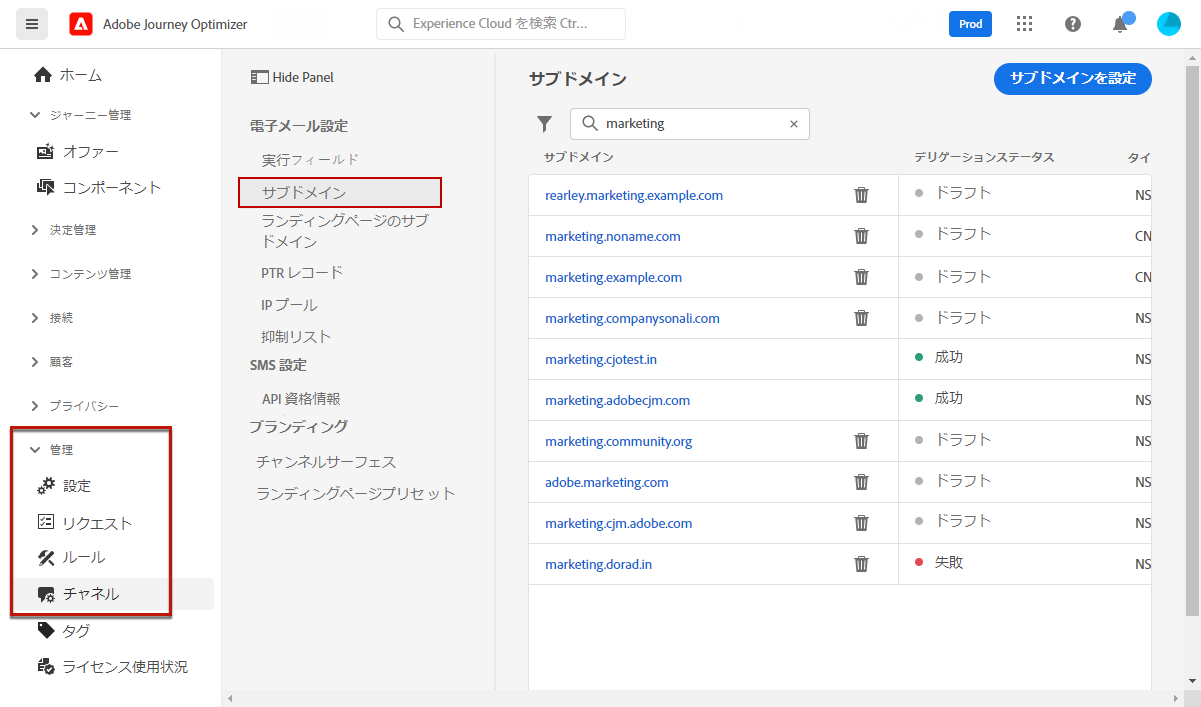 Adobe Journey Optimizer
Experience Cloud を検索 Ctr...
Prod
ホーム
ジャーニー管理
オファー
コンポーネント
決定管理
コンテンツ管理
接続
顧客
プライバシー
管理
設定
リクエスト
ルール
チャネル
タグ
ライセンス使用状況
Hide Panel
電子メール設定
実行フィールド
サブドメイン
ランディングページのサブ
ドメイン
PTR レコード
IP プール
抑制リスト
SMS 設定
API 資格情報
ブランディング
チャンネルサーフェス
ランディングページプリセット
サブドメイン
サブドメインを設定
marketing
サブドメイン デリゲーションステータス タイ
rearley.marketing.example.com ドラフト NS
marketing.noname.com ドラフト CN
marketing.example.com ドラフト CN
marketing.companysonali.com ドラフト NS
marketing.cjotest.in 成功 NS
marketing.adobecjm.com 成功 NS
marketing.community.org ドラフト NS
adobe.marketing.com ドラフト NS
marketing.cjm.adobe.com ドラフト NS
marketing.dorad.in 失敗 NS